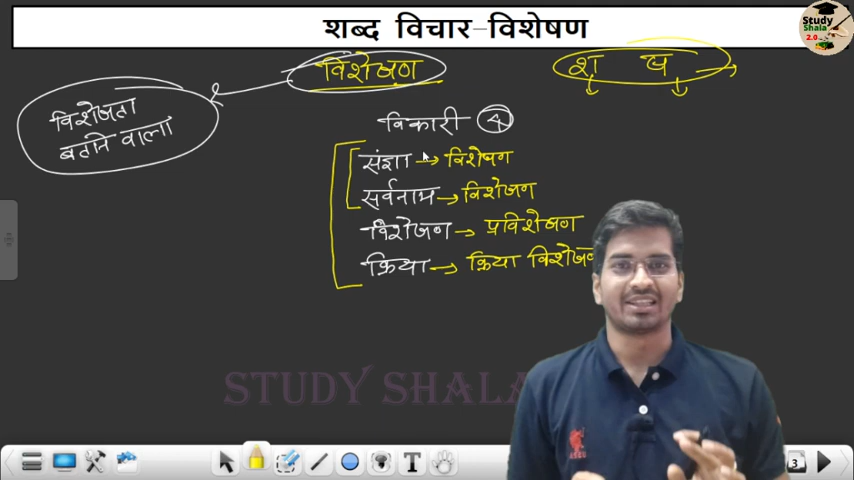 शब्द विचार-विशेषण
Study
Shala
2.0
विशेषण
श ष
विशेषता
बताने वाला
विकारी 4
संज्ञा → विशेषण
सर्वनाम → विशेषण
विशेषण → प्रविशेषण
क्रिया → क्रिया विशेषण
STUDY SHALA
3